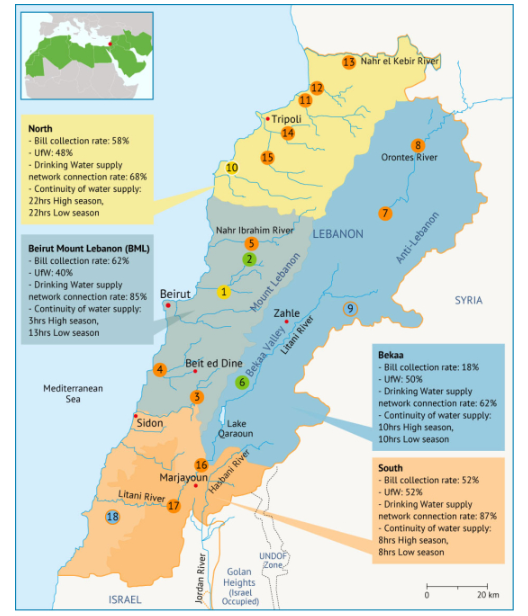 13
Nahr el Kebir River
12
11
Tripoli
14
8
15
Orontes River
10
7
North
- Bill collection rate: 58%
- UfW: 48%
- Drinking Water supply
network connection rate: 68%
- Continuity of water supply:
22hrs High season,
22hrs Low season
Nahr Ibrahim River
5
2
LEBANON
Anti-Lebanon
Mount Lebanon
1
Beirut Mount Lebanon (BML)
- Bill collection rate: 62%
- UfW: 40%
- Drinking Water supply
network connection rate: 85%
- Continuity of water supply:
3hrs High season,
13hrs Low season
Beirut
SYRIA
9
Zahle
Litani River
Bekaa Valley
Beit ed Dine
4
6
3
Mediterranean
Sea
Sidon
Lake
Qaraoun
Bekaa
- Bill collection rate: 18%
- UfW: 50%
- Drinking Water supply
network connection rate: 62%
- Continuity of water supply:
10hrs High season,
10hrs Low season
16
Hasbani River
Marjayoun
Litani River
17
18
South
- Bill collection rate: 52%
- UfW: 52%
- Drinking Water supply
network connection rate: 87%
- Continuity of water supply:
8hrs High season,
8hrs Low season
UNDOF
Zone
Jordan River
Golan
Heights
(Israel
Occupied)
ISRAEL
0
20 km